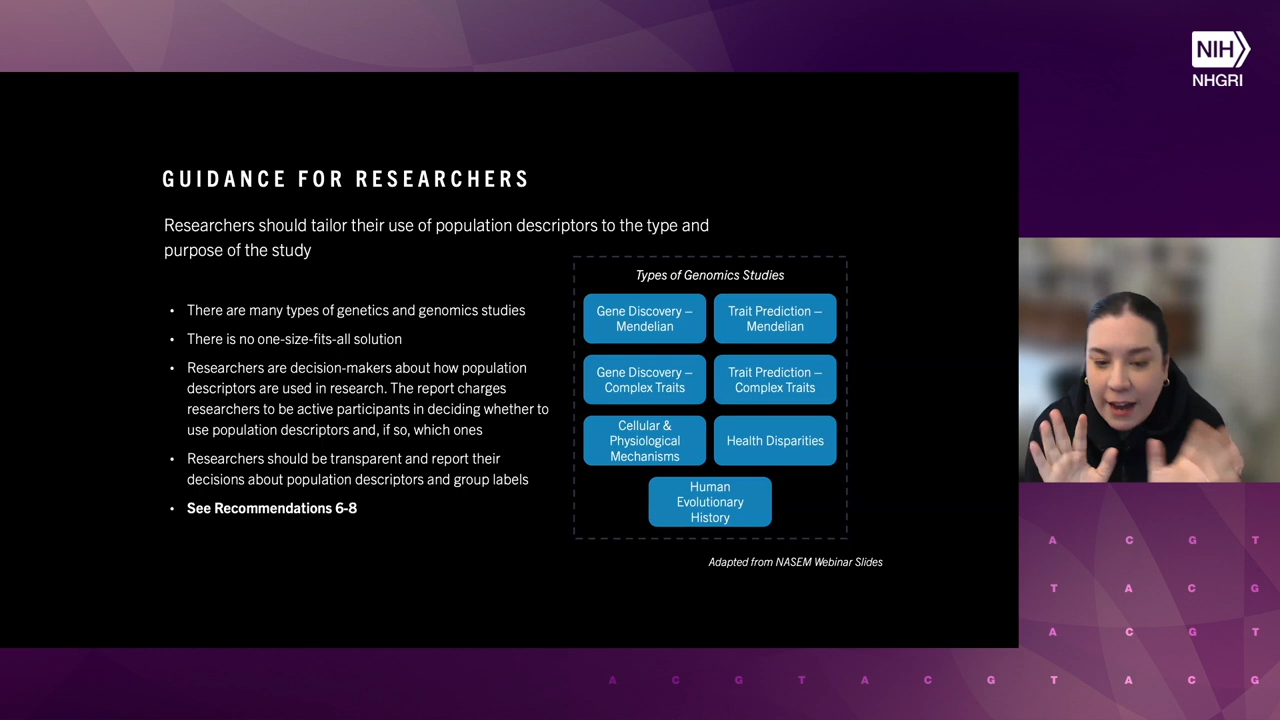 NIH
NHGRI
GUIDANCE FOR RESEARCHERS
Researchers should tailor their use of population descriptors to the type and
purpose of the study
• There are many types of genetics and genomics studies
• There is no one-size-fits-all solution
• Researchers are decision-makers about how population
descriptors are used in research. The report charges
researchers to be active participants in deciding whether to
use population descriptors and, if so, which ones
• Researchers should be transparent and report their
decisions about population descriptors and group labels
• See Recommendations 6-8
Types of Genomics Studies
Gene Discovery –
Mendelian
Trait Prediction –
Mendelian
Gene Discovery –
Complex Traits
Trait Prediction –
Complex Traits
Cellular &
Physiological
Mechanisms
Health Disparities
Human
Evolutionary
History
Adapted from NASEM Webinar Slides
A C G T
T A C G
A C G T
A C G T A C G T A C G